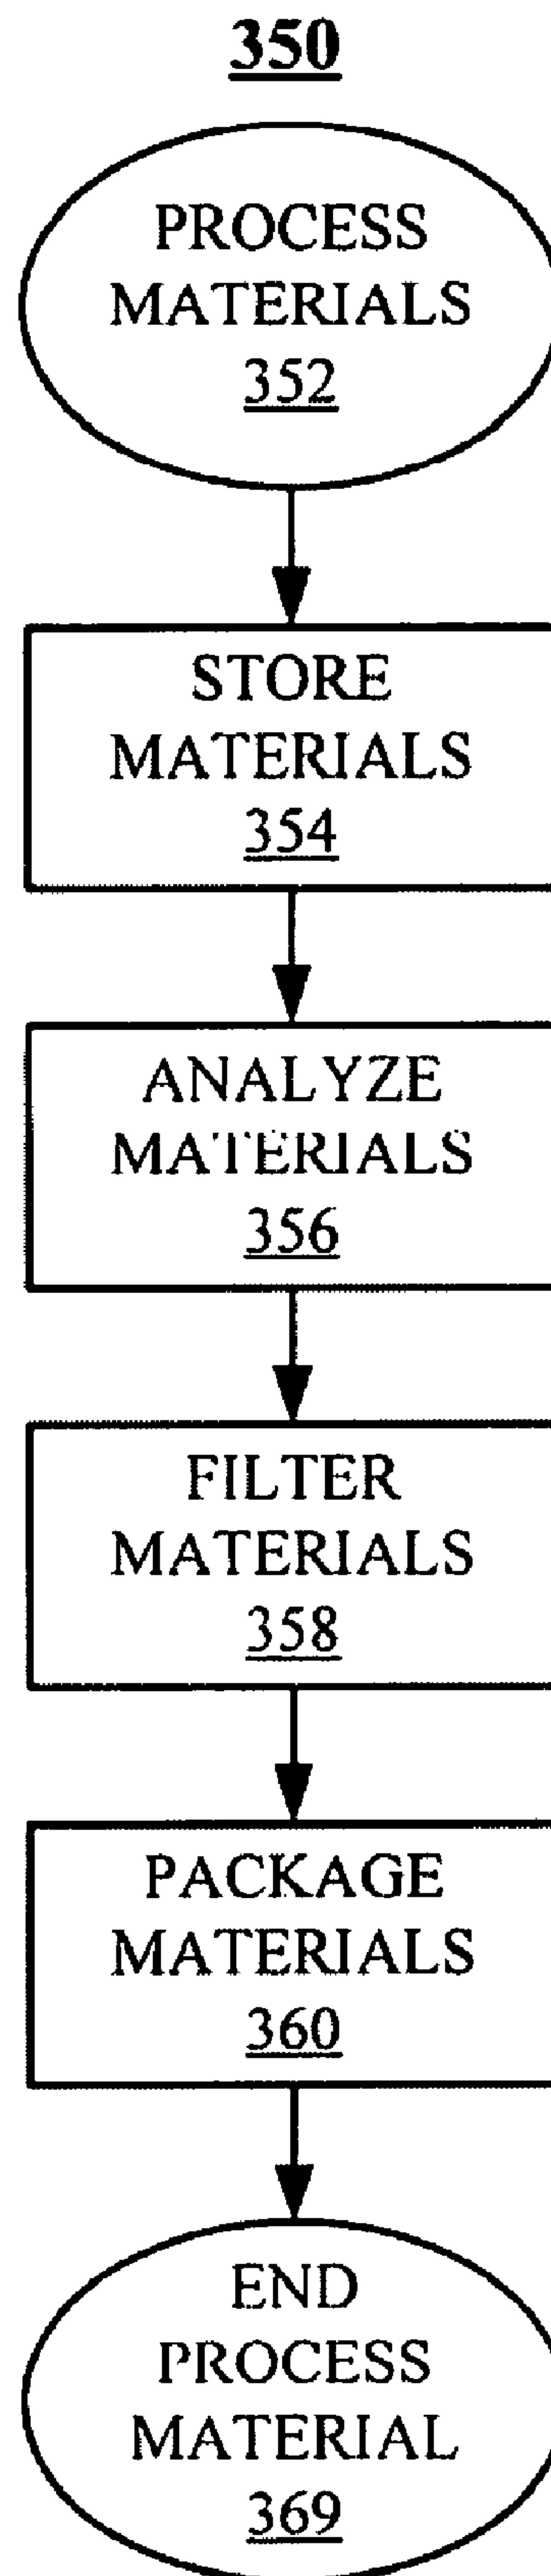 350
PROCESS
MATERIALS
352
STORE
MATERIALS
354
ANALYZE
MATERIALS
356
FILTER
MATERIALS
358
PACKAGE
MATERIALS
360
END
PROCESS
MATERIAL
369